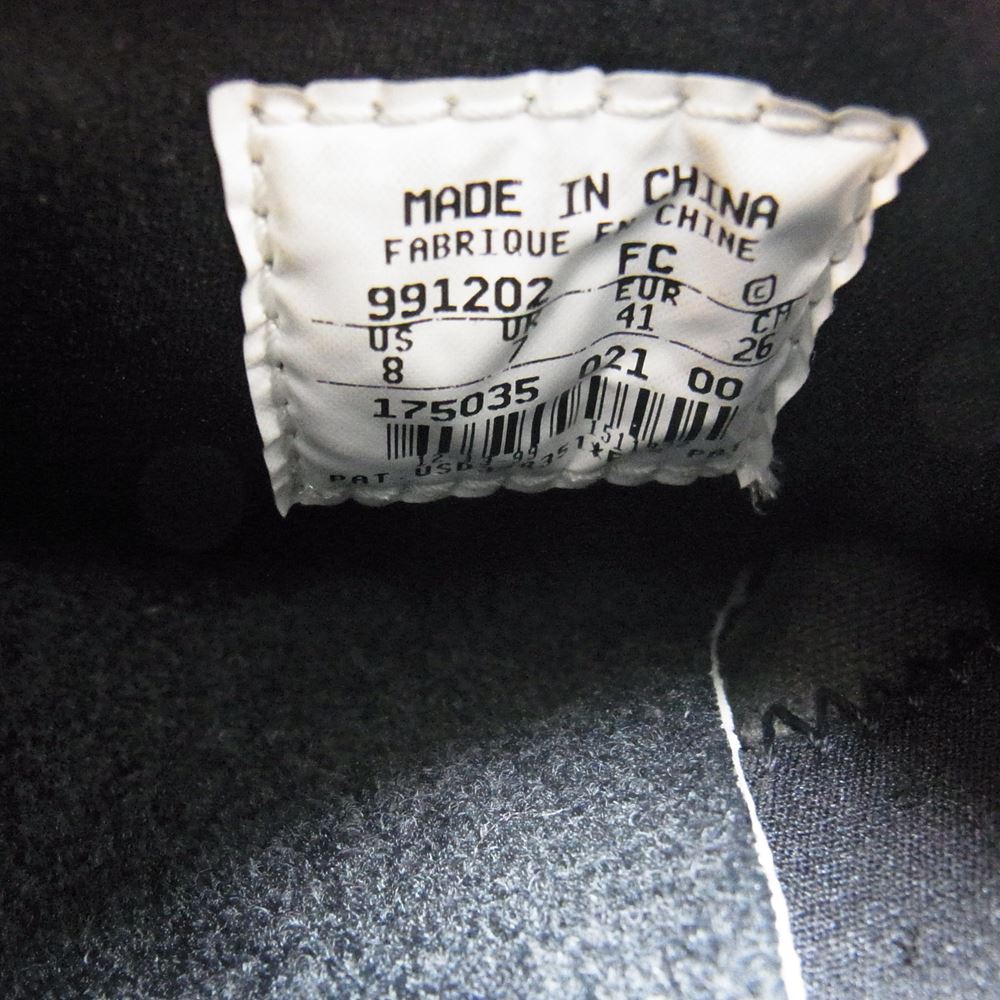 MADE IN CHINA
FABRIQUE EN CHINE
991202 FC
US UK EUR CM
8 7 41 26
175035 021 00
PAT